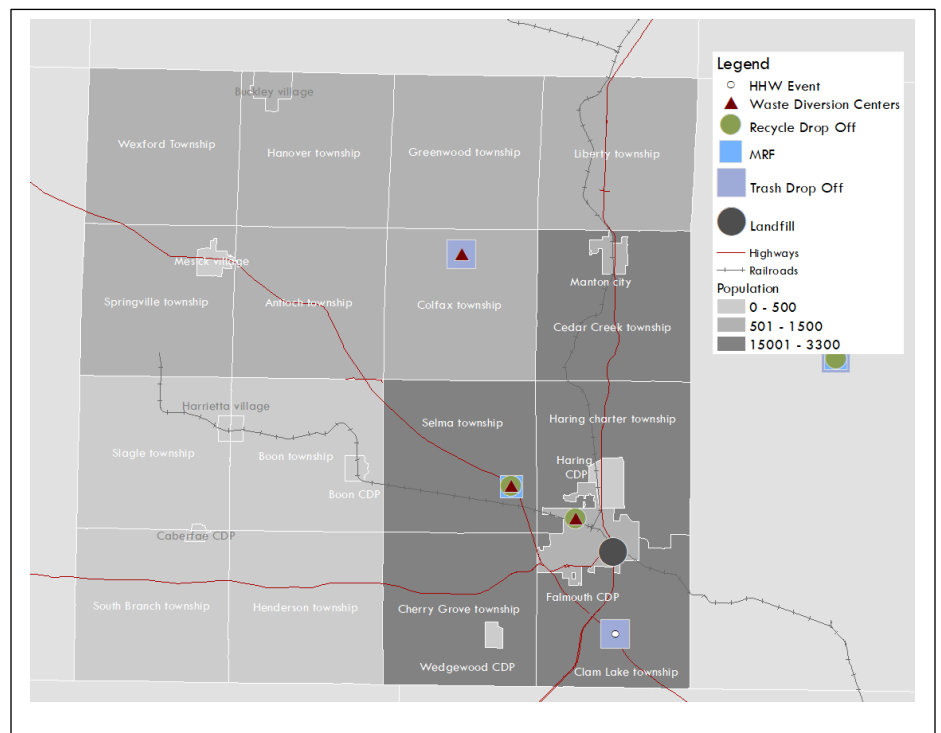 Legend
HHW Event
Waste Diversion Centers
Recycle Drop Off
MRF
Trash Drop Off
Landfill
Highways
Railroads
Population
0 - 500
501 - 1500
15001 - 3300
Buckley village
Wexford Township
Hanover township
Greenwood township
Liberty township
Mesick village
Manton city
Springville township
Antioch township
Colfax township
Cedar Creek township
Harrietta village
Selma township
Haring charter township
Slagle township
Boon township
Haring
CDP
Boon CDP
Caberfae CDP
South Branch township
Henderson township
Cherry Grove township
Falmouth CDP
Wedgewood CDP
Clam Lake township